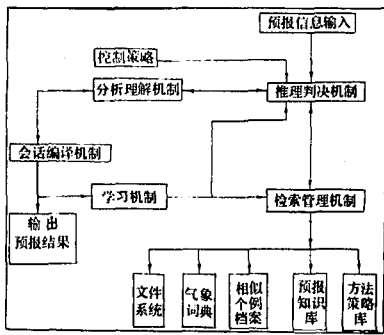 预报信息输入
控制策略
分析理解机制
推理判决机制
会话编译机制
学习机制
检索管理机制
输出
预报结果
文件
系统
气象
词典
相似
个例
档案
预报
知识
库
方法
策略
库